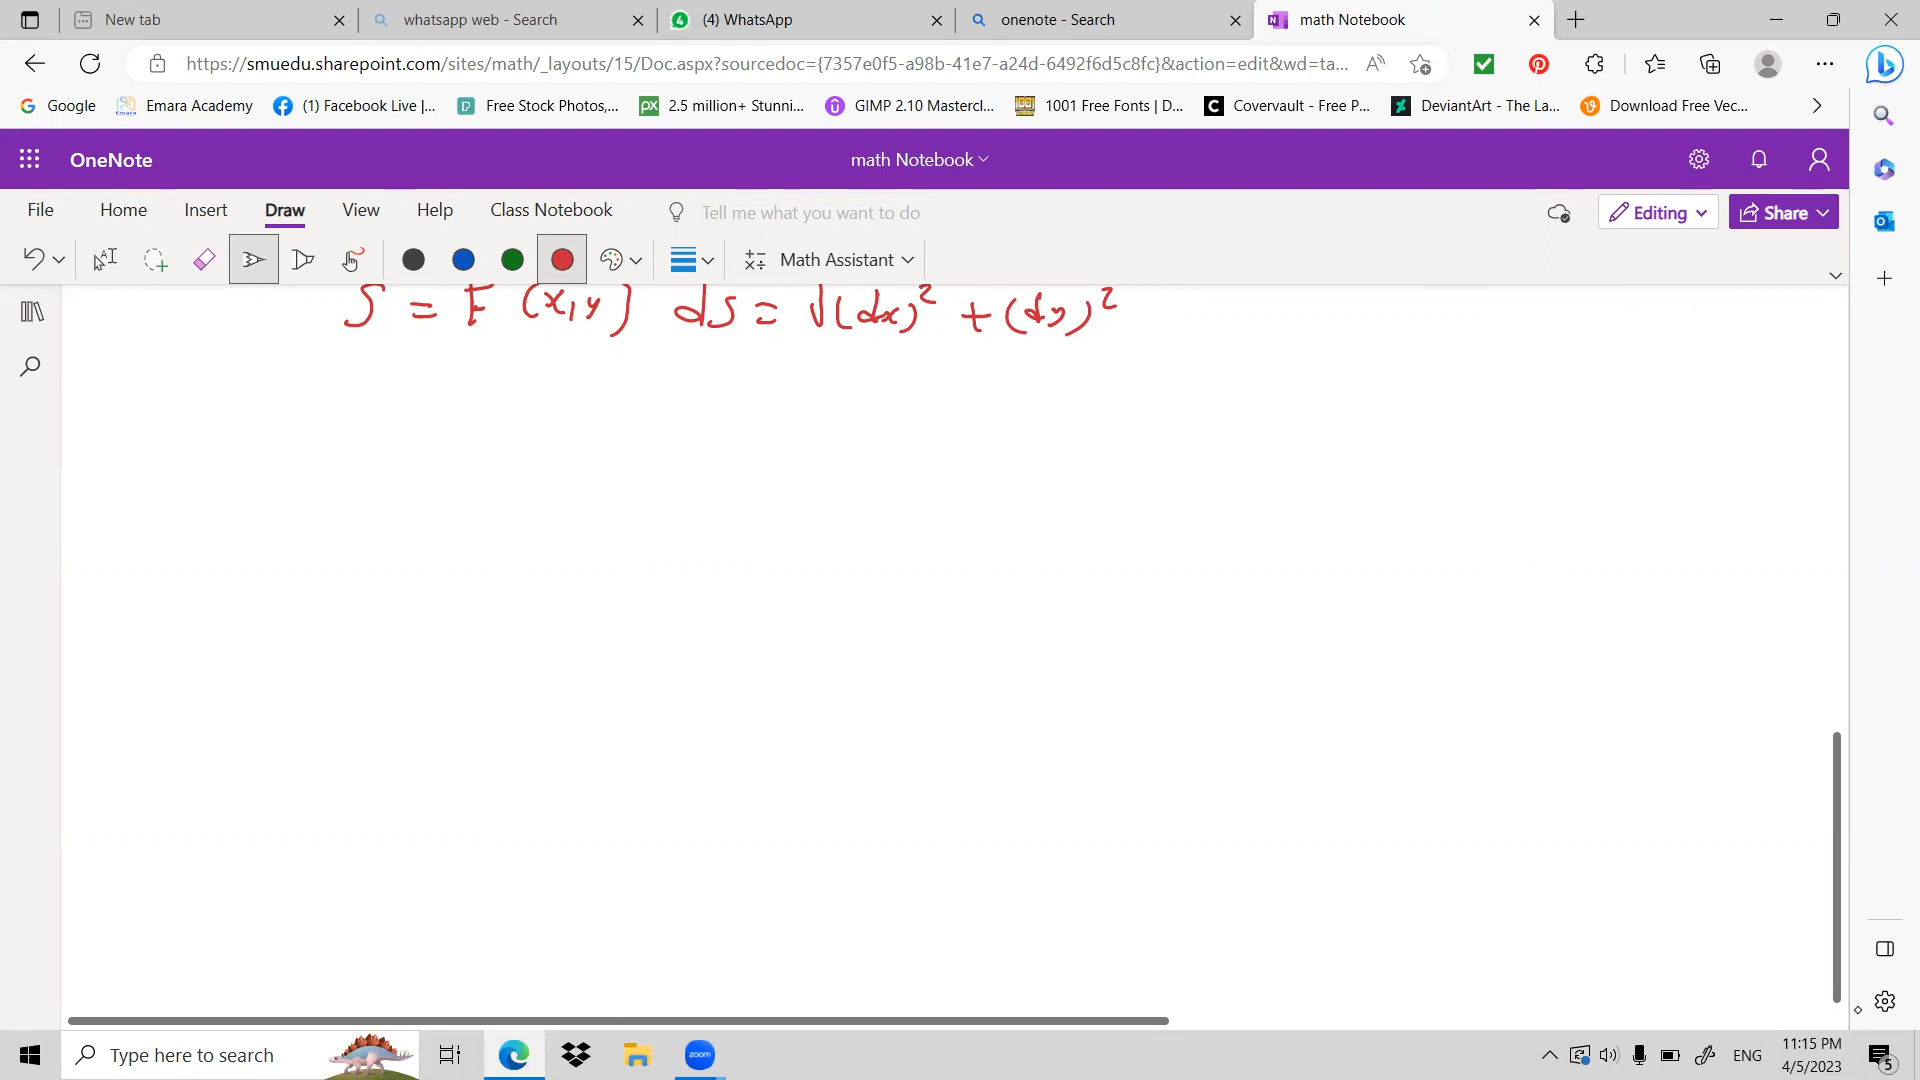 New tab
whatsapp web - Search
(4) WhatsApp
onenote - Search
math Notebook
https://smuedu.sharepoint.com/sites/math/_layouts/15/Doc.aspx?sourcedoc={7357e0f5-a98b-41e7-a24d-6492f6d5c8fc}&action=edit&wd=ta...
Google
Emara Academy
(1) Facebook Live |...
Free Stock Photos,...
2.5 million+ Stunni...
GIMP 2.10 Mastercl...
1001 Free Fonts | D...
Covervault - Free P...
DeviantArt - The La...
Download Free Vec...
OneNote
math Notebook
File
Home
Insert
Draw
View
Help
Class Notebook
Tell me what you want to do
Editing
Share
Math Assistant
S = F (x,y) dS = √(dx)² + (dy)²
Type here to search
zoom
ENG
11:15 PM
4/5/2023
5